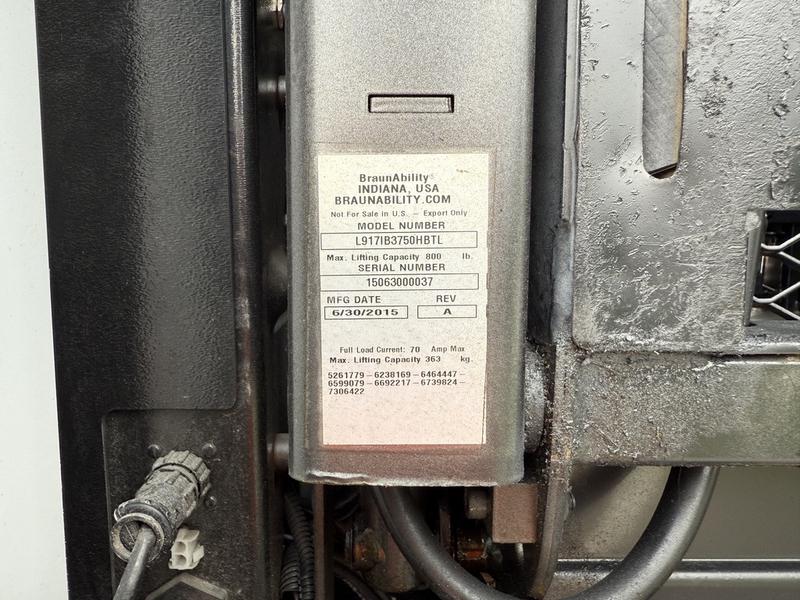 BraunAbility®
INDIANA, USA
BRAUNABILITY.COM
Not For Sale in U.S. – Export Only
MODEL NUMBER
L917IB3750HBTL
Max. Lifting Capacity 800 lb.
SERIAL NUMBER
15063000037
MFG DATE REV
6/30/2015 A
Full Load Current: 70 Amp Max
Max. Lifting Capacity 363 kg.
5261779 – 6238169 – 6464447 –
6599079 – 6692217 – 6739824 –
7306422